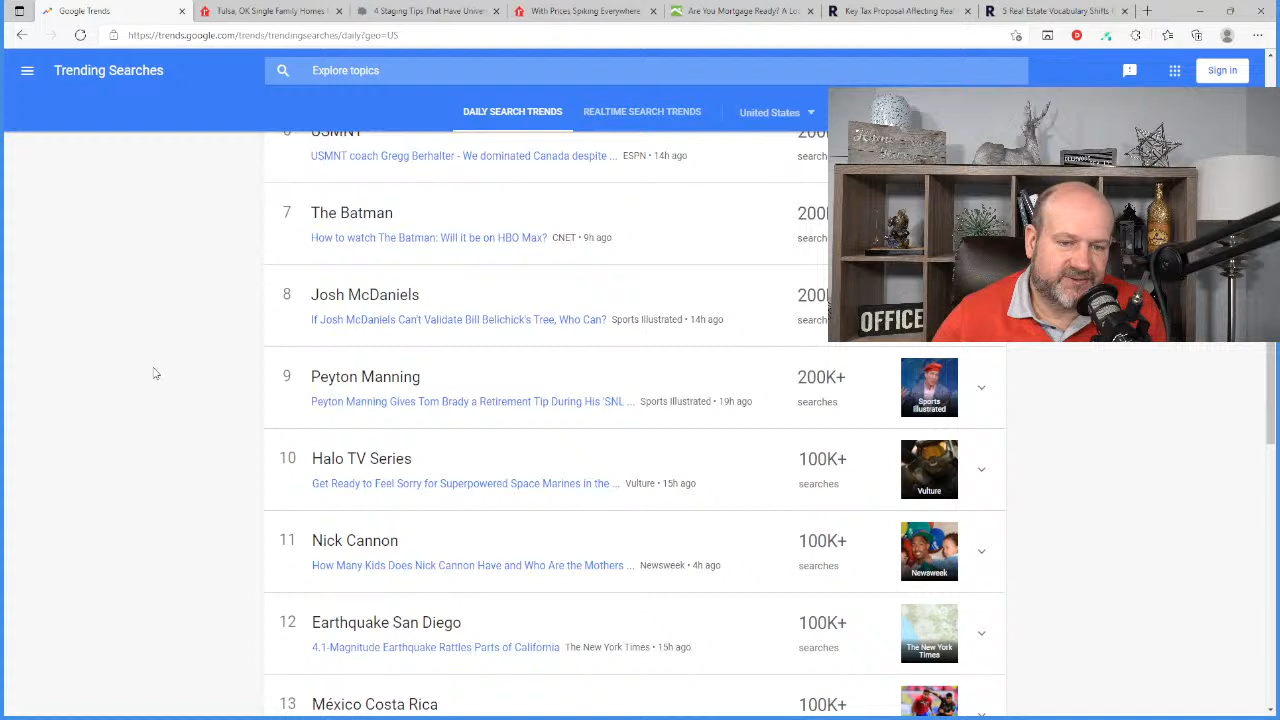 Google Trends
Tulsa, OK Single Family Homes
4 Staging Tips That Have Univer
With Prices Spiking Everywhere
Are You Mortgage Ready? A Lo
Key Tax Proposal Affecting Real
5 Real Estate Vocabulary Shifts
https://trends.google.com/trends/trendingsearches/daily?geo=US
Trending Searches
Explore topics
Sign in
DAILY SEARCH TRENDS
REALTIME SEARCH TRENDS
United States
USMNT
USMNT coach Gregg Berhalter - We dominated Canada despite ... ESPN • 14h ago
searche
7
The Batman
200
How to watch The Batman: Will it be on HBO Max? CNET • 9h ago
searche
8
Josh McDaniels
200
If Josh McDaniels Can't Validate Bill Belichick's Tree, Who Can? Sports Illustrated • 14h ago
searche
OFFICE
9
Peyton Manning
200K+
Peyton Manning Gives Tom Brady a Retirement Tip During His 'SNL ... Sports Illustrated • 19h ago
searches
Sports
Illustrated
10
Halo TV Series
100K+
Get Ready to Feel Sorry for Superpowered Space Marines in the ... Vulture • 15h ago
searches
Vulture
11
Nick Cannon
100K+
How Many Kids Does Nick Cannon Have and Who Are the Mothers ... Newsweek • 4h ago
searches
Newsweek
12
Earthquake San Diego
100K+
4.1-Magnitude Earthquake Rattles Parts of California The New York Times • 15h ago
searches
The New York
Times
13
México Costa Rica
100K+